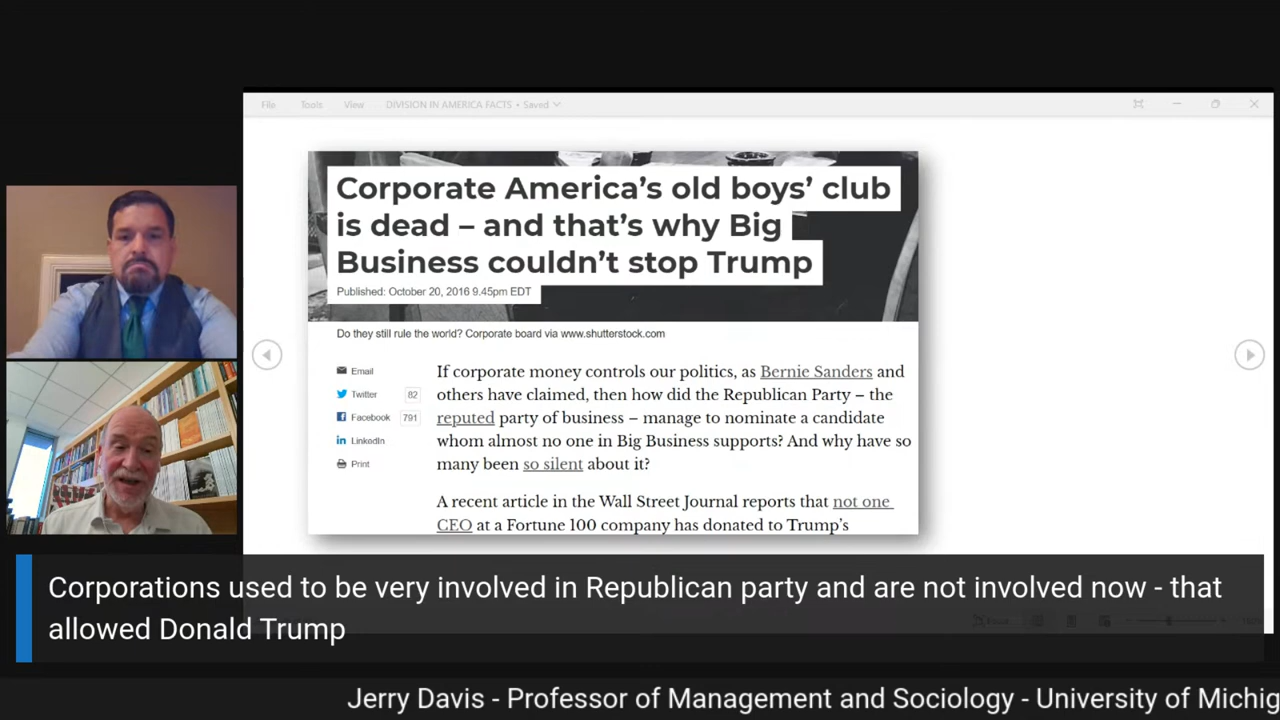 File Tools View DIVISION IN AMERICA FACTS • Saved
Corporate America's old boys' club
is dead – and that's why Big
Business couldn't stop Trump
Published: October 20, 2016 9.45pm EDT
Do they still rule the world? Corporate board via www.shutterstock.com
Email
Twitter 82
Facebook 791
LinkedIn
Print
If corporate money controls our politics, as Bernie Sanders and
others have claimed, then how did the Republican Party – the
reputed party of business – manage to nominate a candidate
whom almost no one in Big Business supports? And why have so
many been so silent about it?
A recent article in the Wall Street Journal reports that not one
CEO at a Fortune 100 company has donated to Trump's
Corporations used to be very involved in Republican party and are not involved now - that
allowed Donald Trump
Jerry Davis - Professor of Management and Sociology - University of Michig